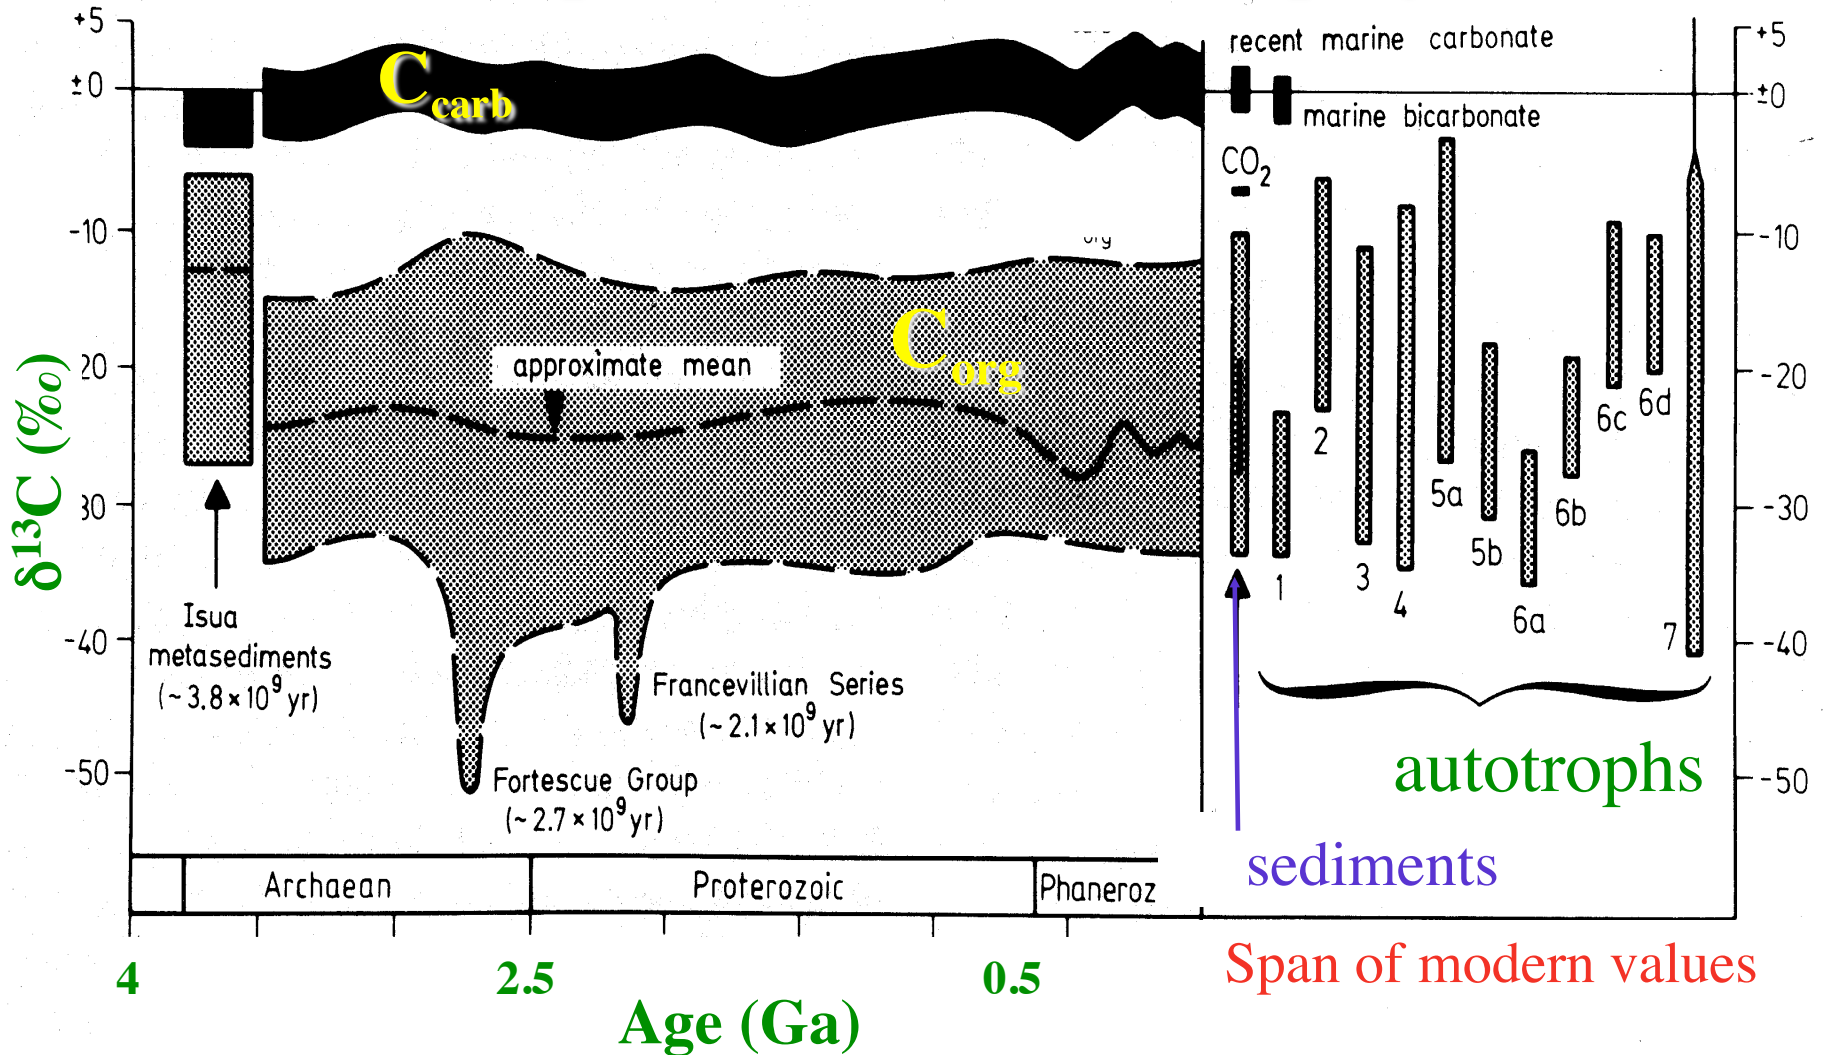 +5
±0
-10
20
30
-40
-50
δ¹³C (‰)
C carb
C org
approximate mean
Isua
metasediments
(~3.8×10⁹ yr)
Francevillian Series
(~2.1×10⁹ yr)
Fortescue Group
(~2.7×10⁹ yr)
Archaean
Proterozoic
Phaneroz
4
2.5
0.5
Age (Ga)
recent marine carbonate
marine bicarbonate
CO₂
org
1
2
3
4
5a
5b
6a
6b
6c
6d
7
autotrophs
sediments
Span of modern values
+5
±0
-10
-20
-30
-40
-50